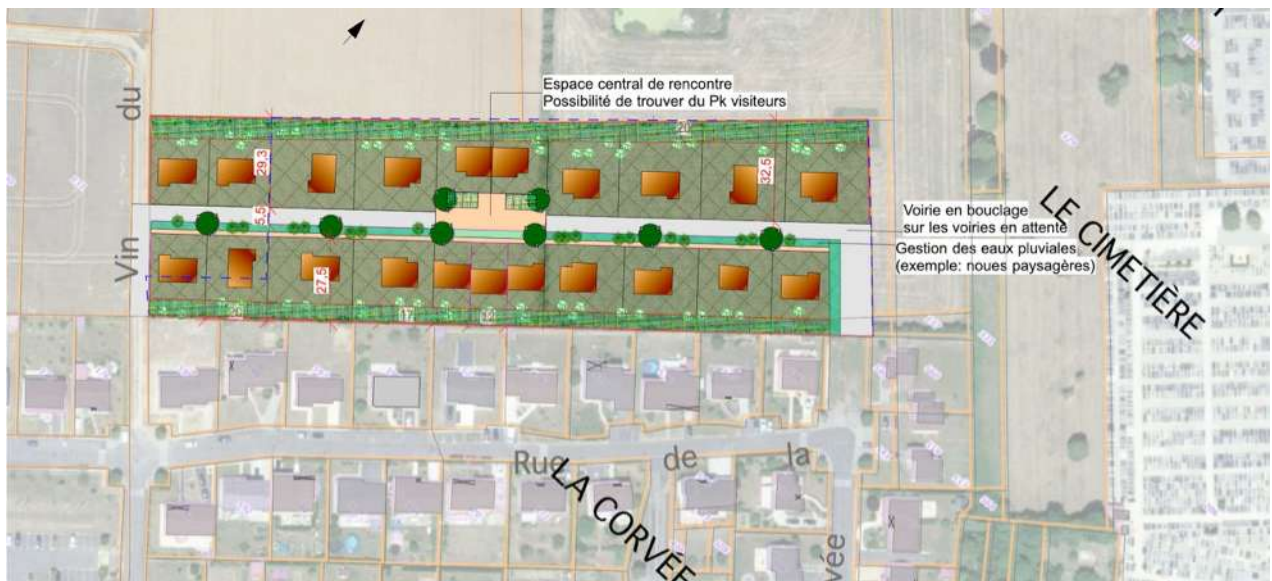 Espace central de rencontre
Possibilité de trouver du Pk visiteurs
du
Vin
20
29,3
32,5
5,5
27,5
17
12
Voirie en bouclage
sur les voiries en attente
Gestion des eaux pluviales
(exemple: noues paysagères)
LE CIMETIÈRE
Rue de la
LA CORVÉE
vée